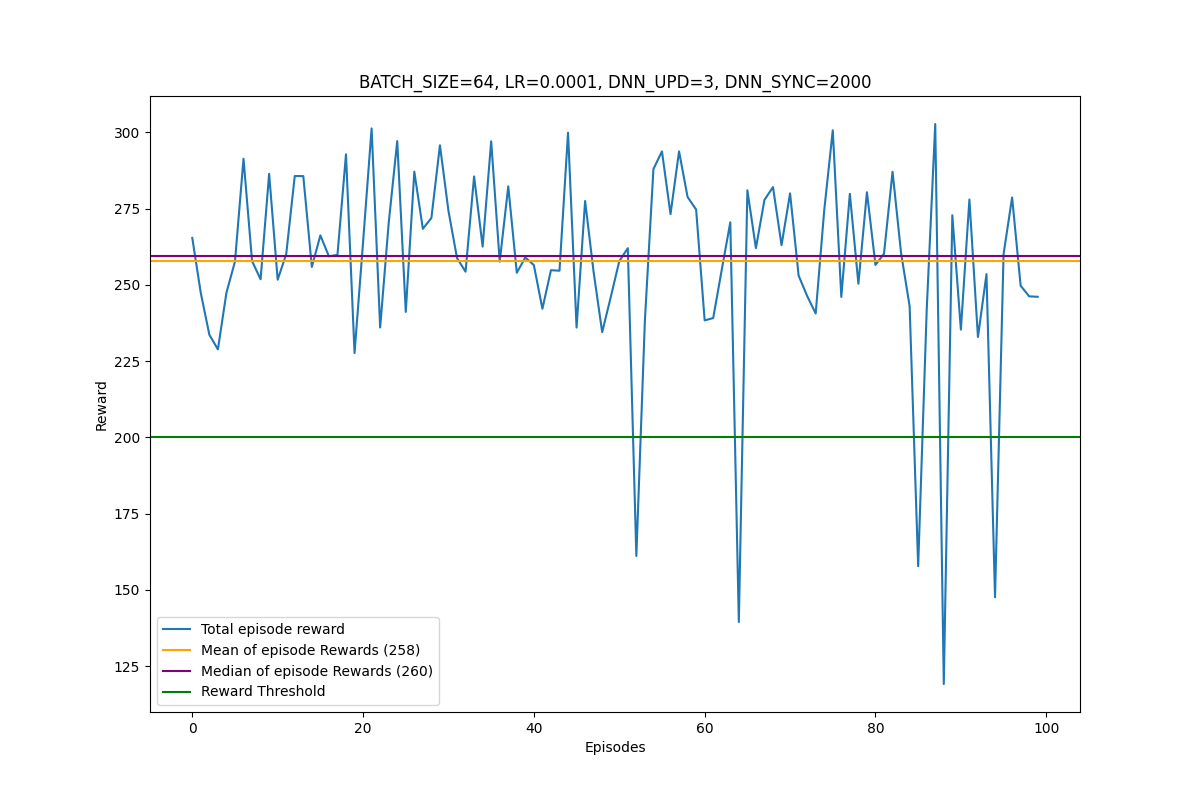 BATCH_SIZE=64, LR=0.0001, DNN_UPD=3, DNN_SYNC=2000
300
275
250
225
200
175
150
125
Reward
Total episode reward
Mean of episode Rewards (258)
Median of episode Rewards (260)
Reward Threshold
0 20 40 60 80 100
Episodes